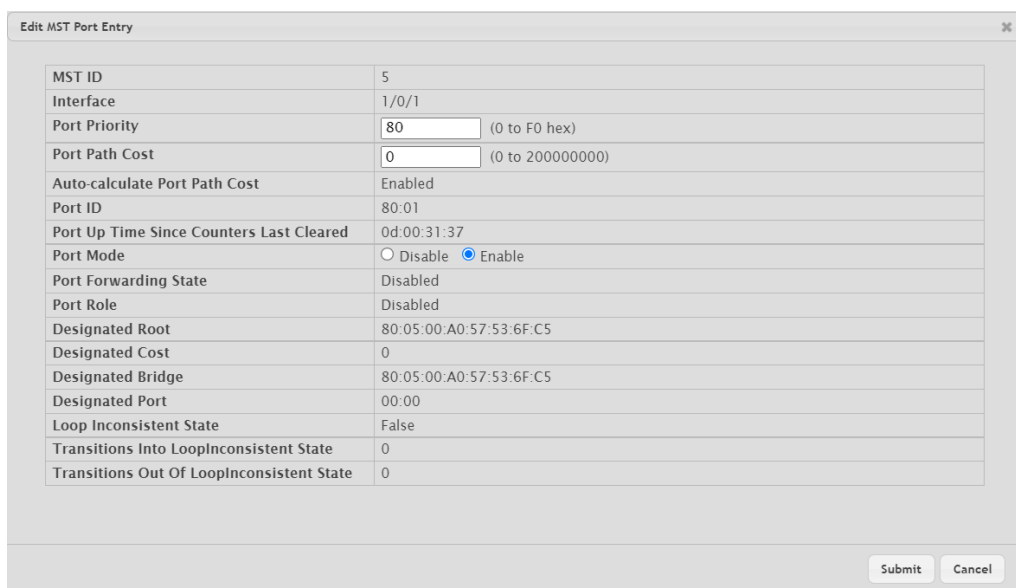 Edit MST Port Entry
MST ID 5
Interface 1/0/1
Port Priority 80 (0 to F0 hex)
Port Path Cost 0 (0 to 200000000)
Auto-calculate Port Path Cost Enabled
Port ID 80:01
Port Up Time Since Counters Last Cleared 0d:00:31:37
Port Mode Disable Enable
Port Forwarding State Disabled
Port Role Disabled
Designated Root 80:05:00:A0:57:53:6F:C5
Designated Cost 0
Designated Bridge 80:05:00:A0:57:53:6F:C5
Designated Port 00:00
Loop Inconsistent State False
Transitions Into LoopInconsistent State 0
Transitions Out Of LoopInconsistent State 0
Submit Cancel